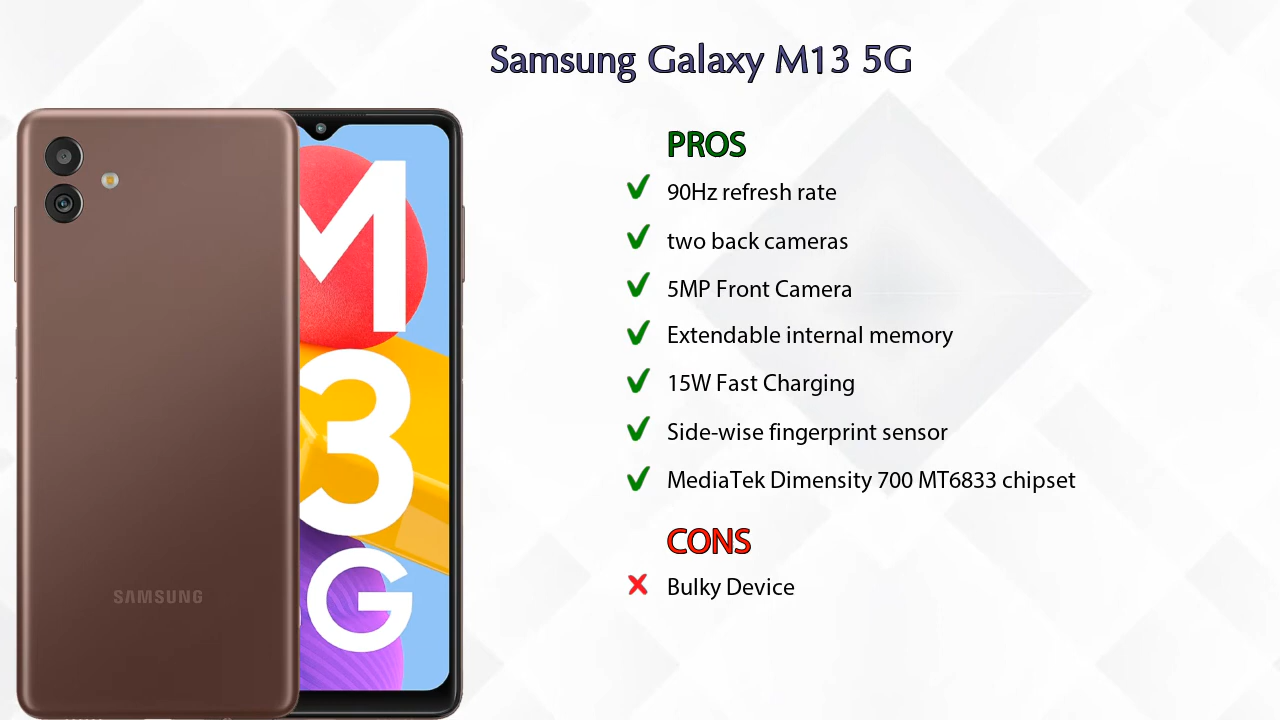 Samsung Galaxy M13 5G
PROS
90Hz refresh rate
two back cameras
5MP Front Camera
Extendable internal memory
15W Fast Charging
Side-wise fingerprint sensor
MediaTek Dimensity 700 MT6833 chipset
CONS
Bulky Device
M
3
G
SAMSUNG